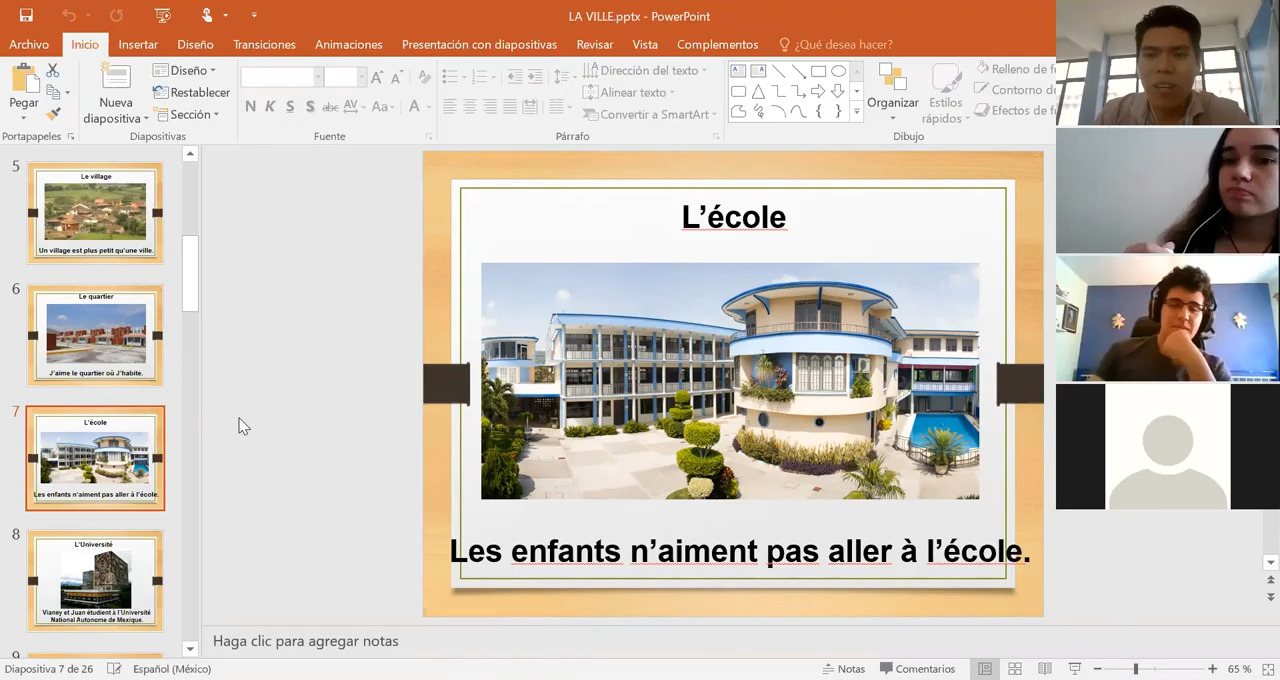 LA VILLE.pptx - PowerPoint
Archivo Inicio Insertar Diseño Transiciones Animaciones Presentación con diapositivas Revisar Vista Complementos ¿Qué desea hacer?
Pegar
Portapapeles
Nueva
diapositiva
Diseño
Restablecer
Sección
Diapositivas
N K S S abc AV Aa A
Fuente
Dirección del texto
Alinear texto
Convertir a SmartArt
Párrafo
Organizar
Estilos
rápidos
Relleno de f
Contorno d
Efectos de f
Dibujo
5
Le village
Un village est plus petit qu'une ville.
6
Le quartier
J'aime le quartier où J'habite.
7
L'école
Les enfants n'aiment pas aller à l'école.
8
L'Université
Vianey et Juan étudient à l'Université
National Autonome de Mexique.
9
L'école
Les enfants n'aiment pas aller à l'école.
Haga clic para agregar notas
Diapositiva 7 de 26 Español (México) Notas Comentarios 65 %